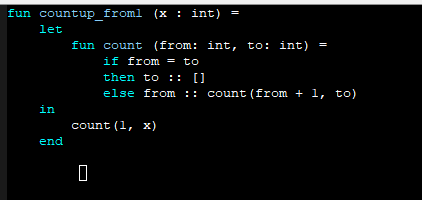 fun countup_from1 (x : int) =
    let
        fun count (from: int, to: int) =
            if from = to
            then to :: []
            else from :: count(from + 1, to)
    in
        count(1, x)
    end